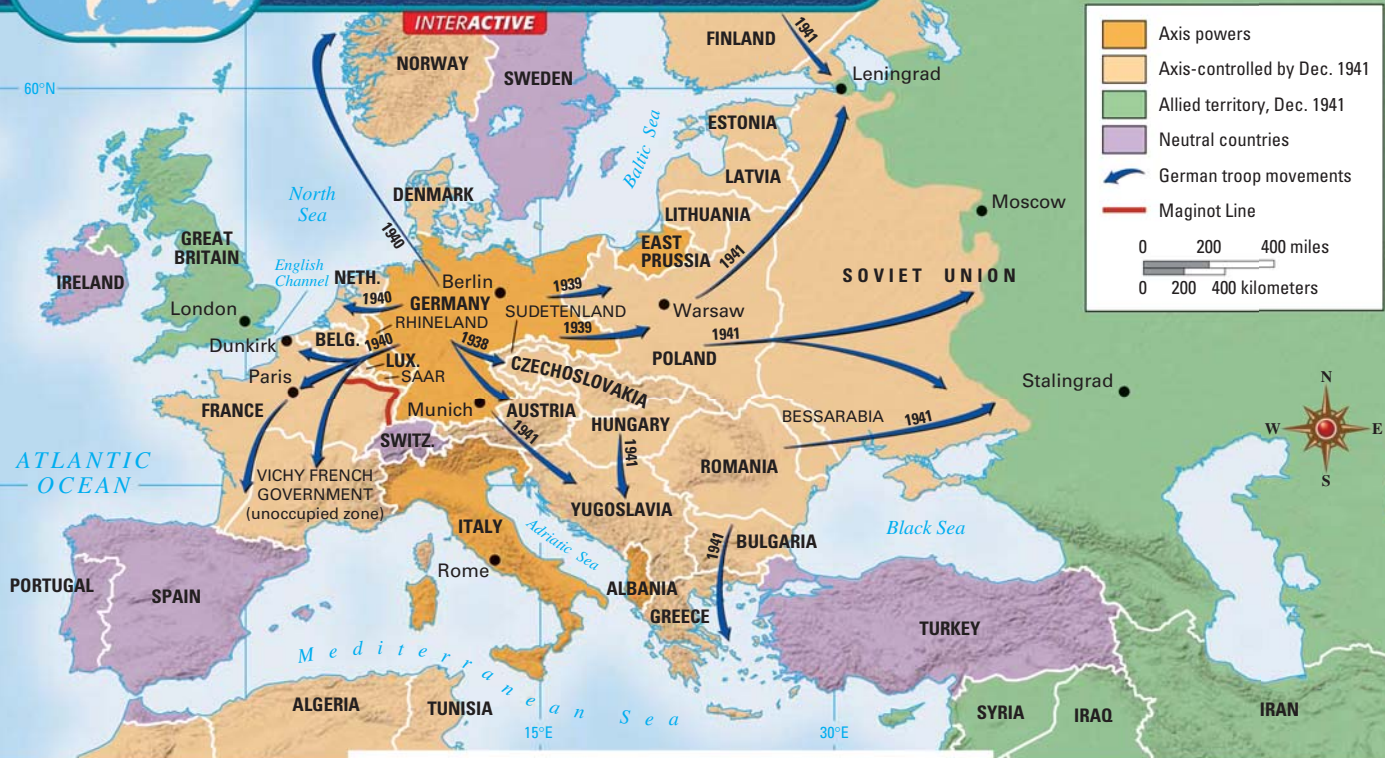 INTERACTIVE
Axis powers
Axis-controlled by Dec. 1941
Allied territory, Dec. 1941
Neutral countries
German troop movements
Maginot Line
0 200 400 miles
0 200 400 kilometers
N
W E
S
60°N
NORWAY
SWEDEN
FINLAND
1941
Leningrad
ESTONIA
Baltic Sea
LATVIA
LITHUANIA
Moscow
North
Sea
DENMARK
1940
EAST
PRUSSIA
1941
SOVIET UNION
GREAT
BRITAIN
IRELAND
English
Channel
London
NETH.
1940
Berlin
GERMANY
RHINELAND
1939
SUDETENLAND
1939
Warsaw
1941
POLAND
Dunkirk
BELG.
1940
LUX.
SAAR
1938
CZECHOSLOVAKIA
Paris
FRANCE
Munich
AUSTRIA
1941
HUNGARY
1941
BESSARABIA
1941
Stalingrad
SWITZ.
ROMANIA
ATLANTIC
OCEAN
VICHY FRENCH
GOVERNMENT
(unoccupied zone)
YUGOSLAVIA
ITALY
Adriatic Sea
Rome
1941
BULGARIA
Black Sea
PORTUGAL
SPAIN
ALBANIA
GREECE
TURKEY
Mediterranean Sea
ALGERIA
TUNISIA
SYRIA
IRAQ
IRAN
15°E
30°E